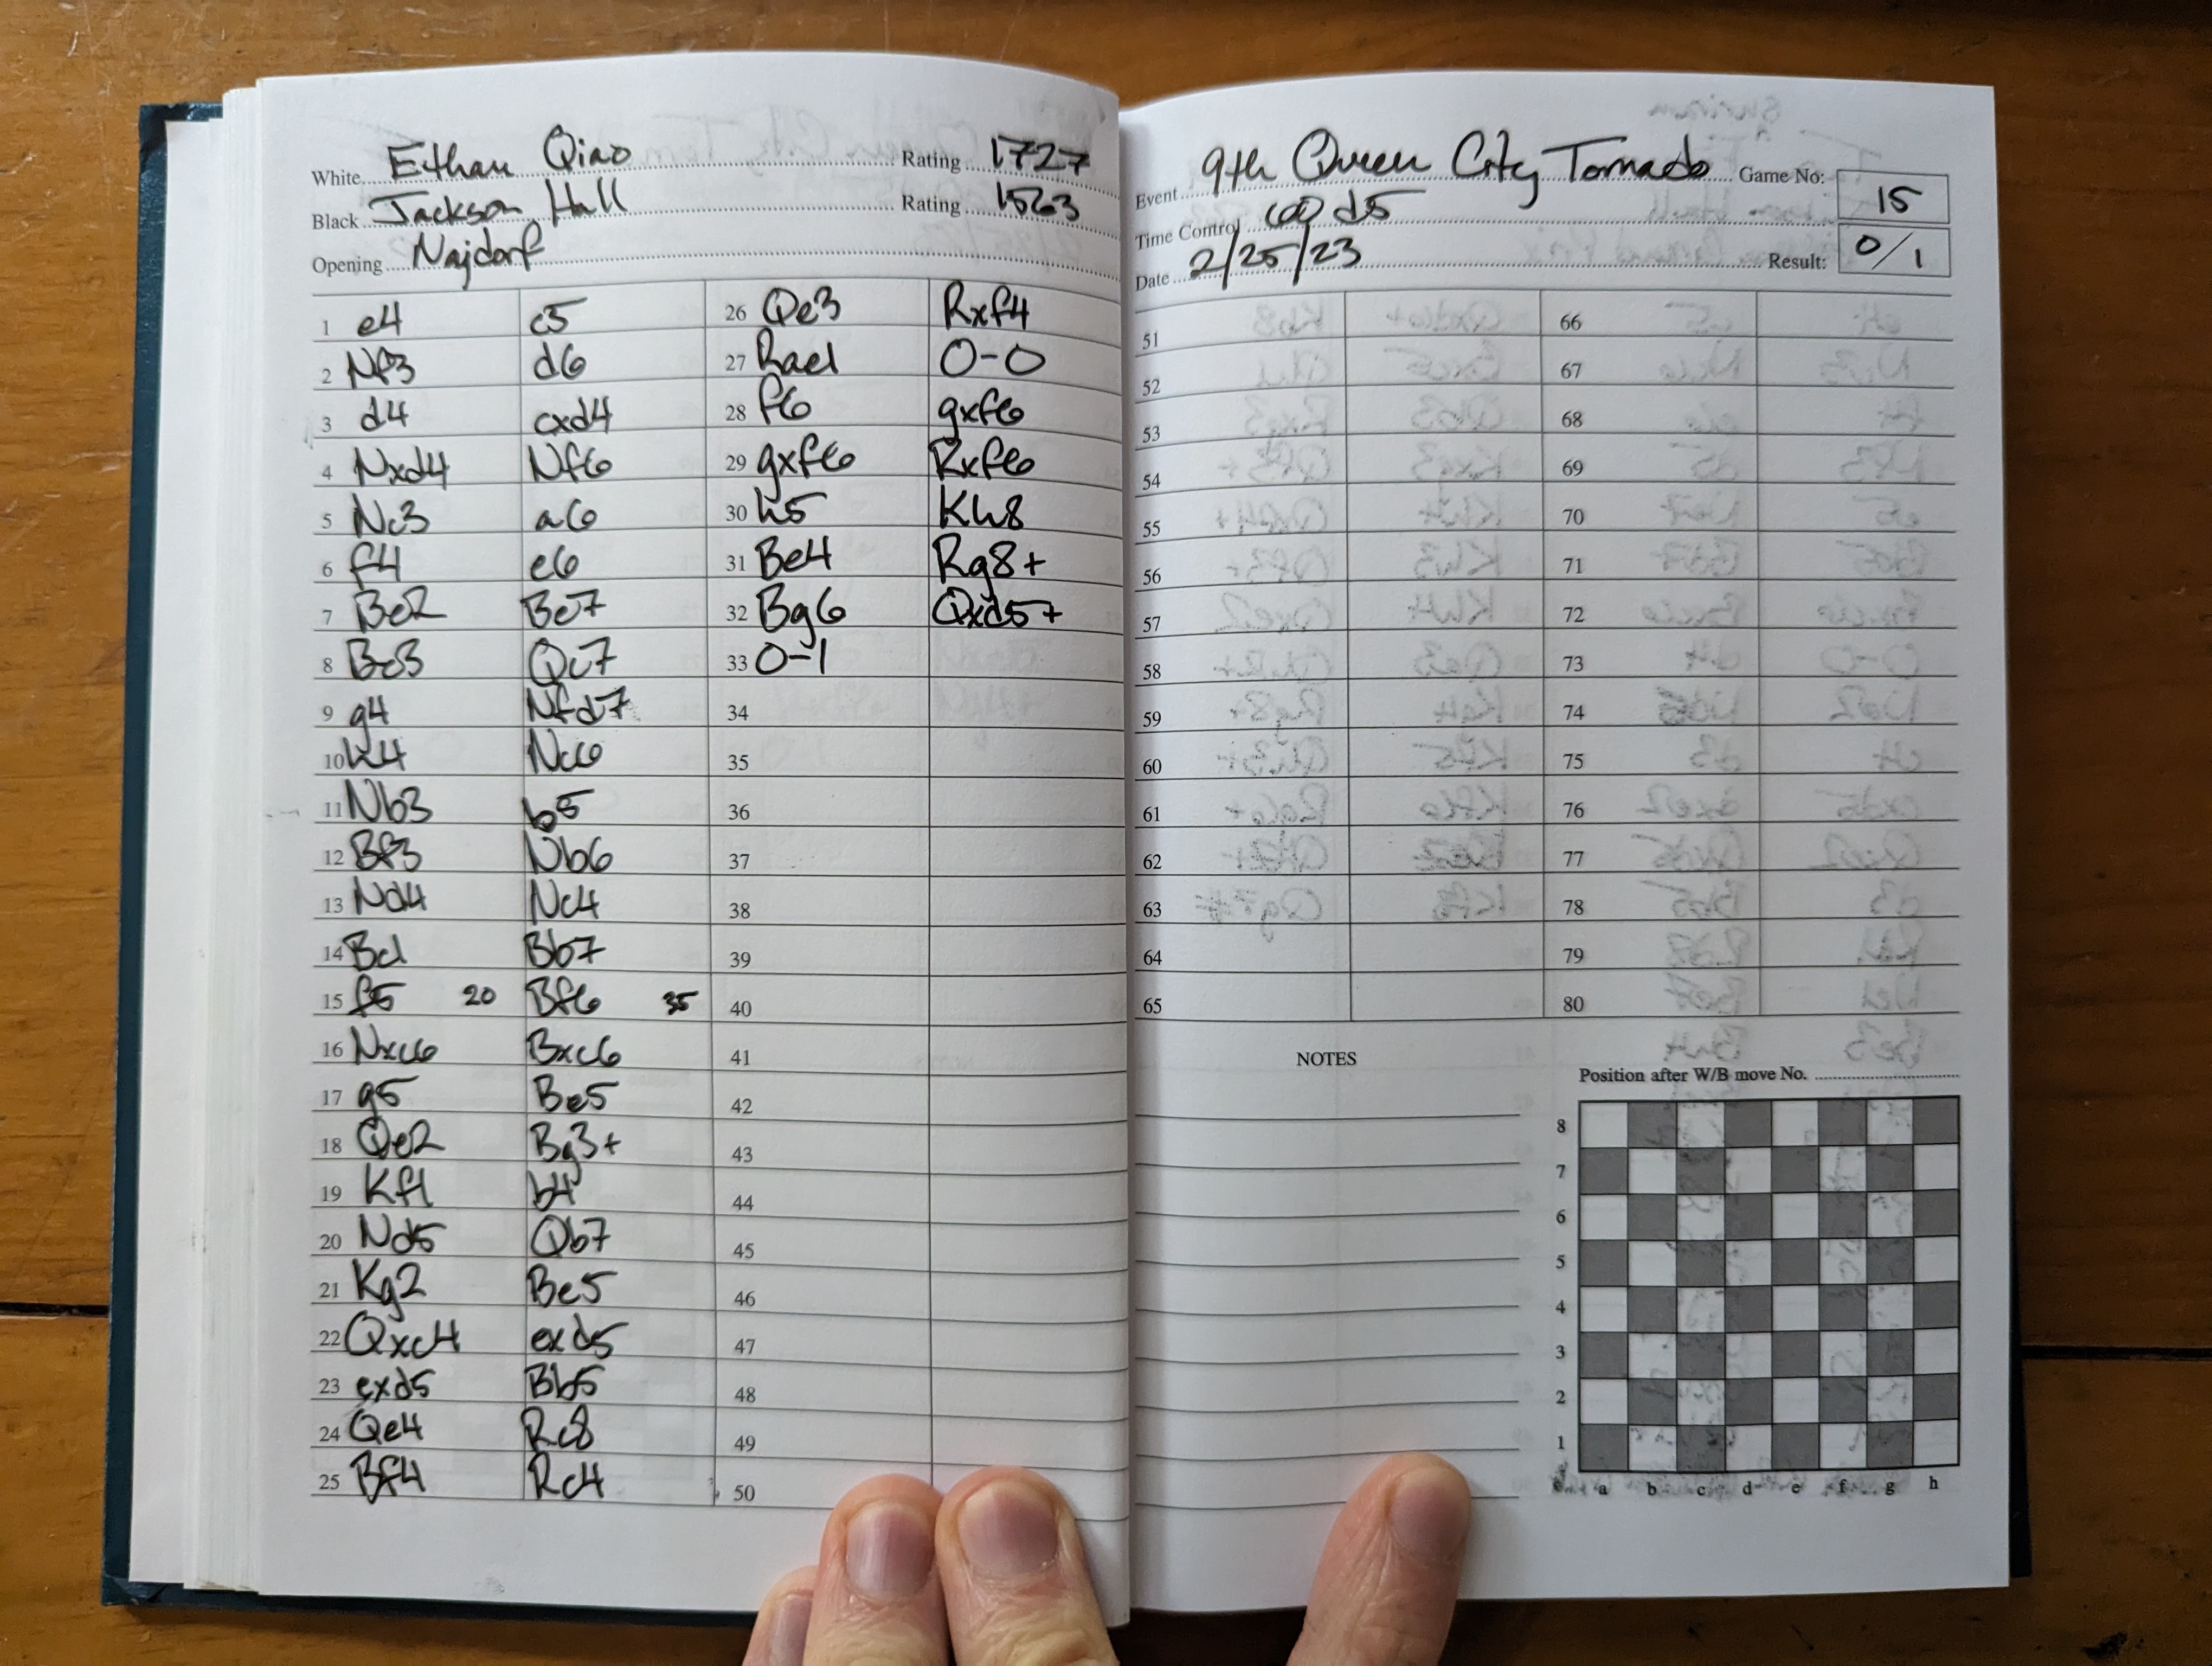 White Ethan Qiao Rating 1727
Black Jackson Hall Rating 1563
Opening Najdorf
1 e4 c5
2 Nf3 d6
3 d4 cxd4
4 Nxd4 Nf6
5 Nc3 a6
6 f4 e6
7 Be2 Be7
8 Be3 Qc7
9 g4 Nfd7
10 h4 Nc6
11 Nb3 b5
12 Bf3 Nb6
13 Nd4 Nc4
14 Bc1 Bb7
15 f5 20 Bf6 35
16 Nxc6 Bxc6
17 g5 Be5
18 Qe2 Bg3+
19 Kf1 b4
20 Nd5 Qb7
21 Kg2 Be5
22 Qxc4 exd5
23 exd5 Bb5
24 Qe4 Rc8
25 Bf4 Rc4
26 Qe3 Rxf4
27 Rae1 O-O
28 f6 gxf6
29 gxf6 Rxf6
30 h5 Kh8
31 Be4 Rg8+
32 Bg6 Qxd5+
33 0-1
34
35
36
37
38
39
40
41
42
43
44
45
46
47
48
49
50
Event 9th Queen City Tornado Game No: 15
Time Control 60 d5
Date 2/25/23 Result: 0/1
51 66
52 67
53 68
54 69
55 70
56 71
57 72
58 73
59 74
60 75
61 76
62 77
63 78
64 79
65 80
NOTES
Position after W/B move No.
8
7
6
5
4
3
2
1
a b c d e f g h